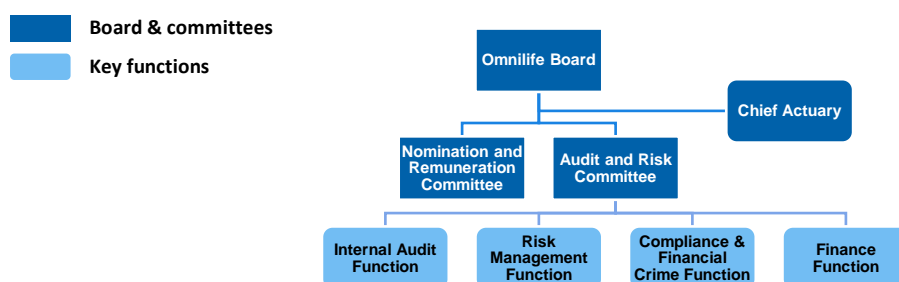 Board & committees
Key functions
Omnilife Board
Chief Actuary
Nomination and
Remuneration
Committee
Audit and Risk
Committee
Internal Audit
Function
Risk
Management
Function
Compliance &
Financial
Crime Function
Finance
Function